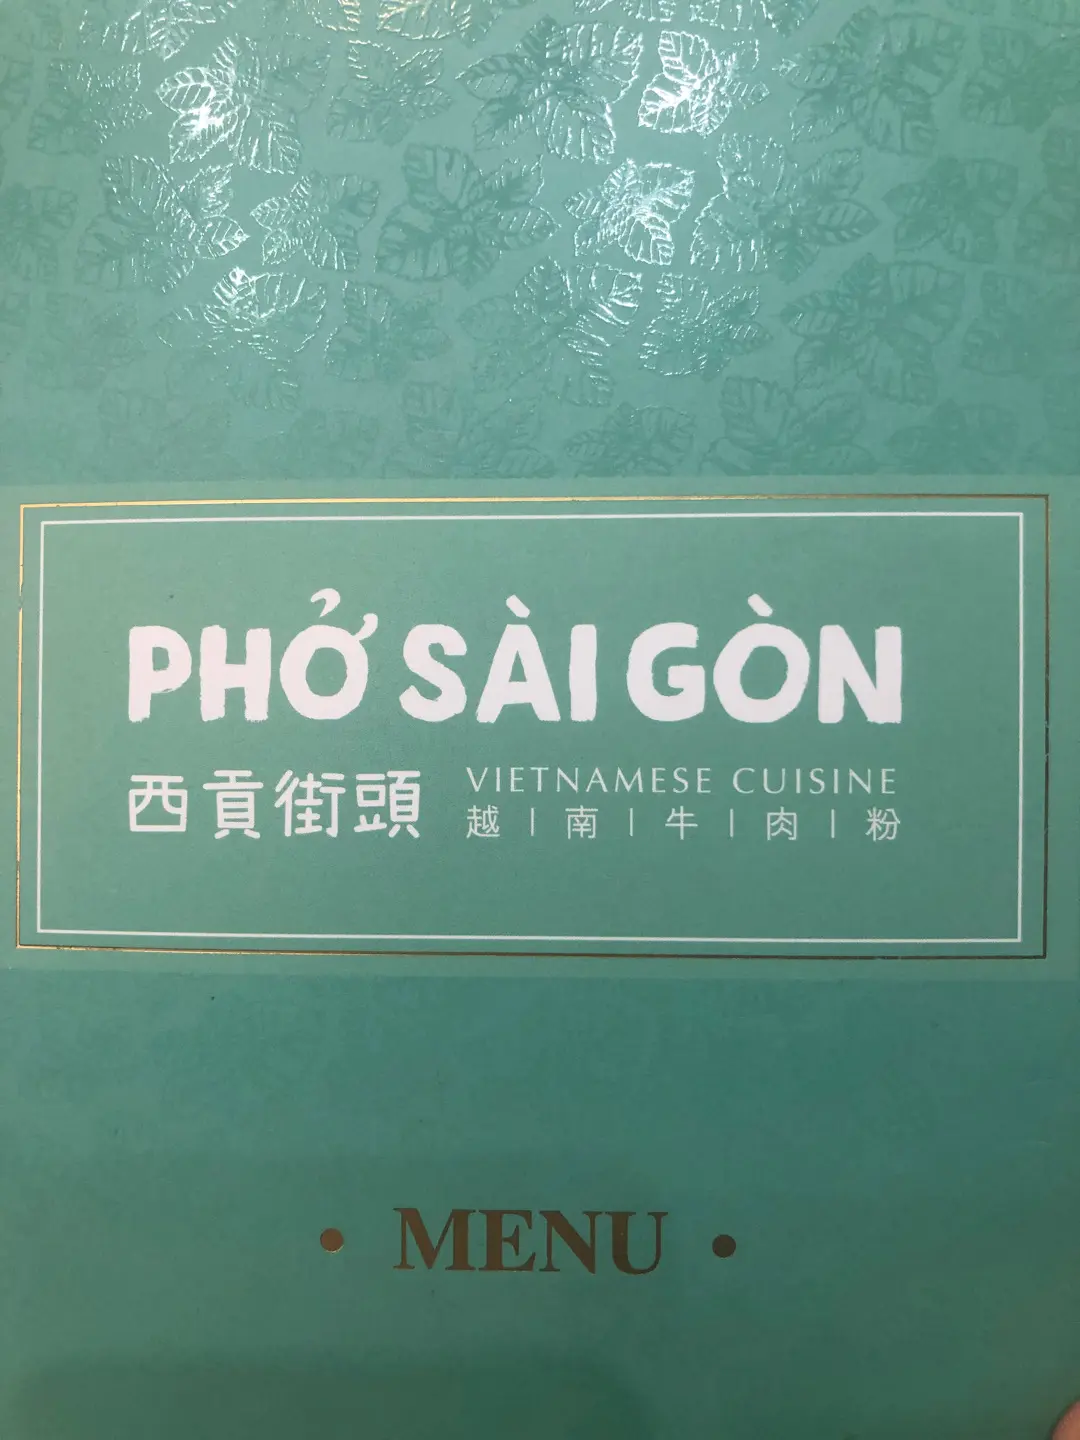 PHỞ SÀI GÒN
西貢街頭
VIETNAMESE CUISINE
越 | 南 | 牛 | 肉 | 粉
• MENU •